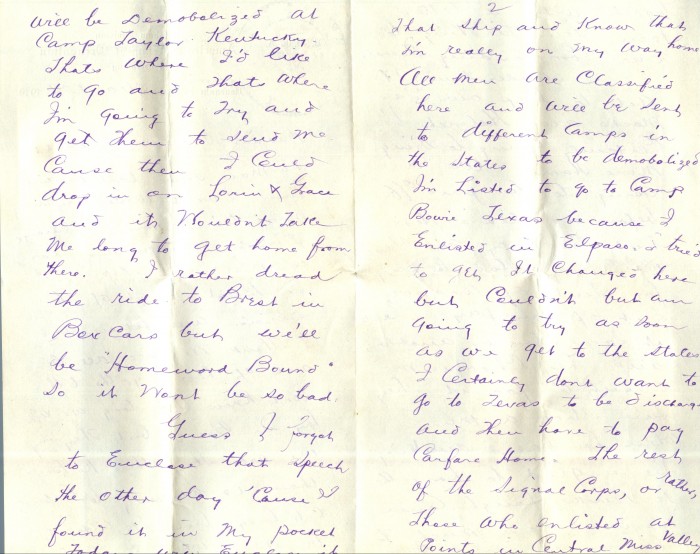 2
That Ship and Know that
I'm really on my way home
All men are Classified
here and will be sent
to different Camps in
the States to be demobolized
I'm Listed to go to Camp
Bowie Texas because I
Enlisted in Elpaso. I tried
to get It Changed here
but Couldn't but am
going to try as soon
as we get to the States
I Certainly dont want to
go to Texas to be discharg
and then have to pay
Carfare Home. The rest
of the Signal Corps, or rather,
Those who enlisted at
Points in Central Miss Valley
will be Demobolized at
Camp Taylor Kentucky.
Thats Where I'd like
to go and Thats Where
I'm going to Try and
get Them to send me
Cause then I Could
drop in on Lorin & Grace
and it Wouldn't Take
Me long to get home from
there. I rather dread
the ride to Brest in
Box Cars but we'll
be "Homeward Bound"
so it Wont be so bad.
Guess I forgot
to Enclose that speech
the other day 'Cause I
found it in My pocket